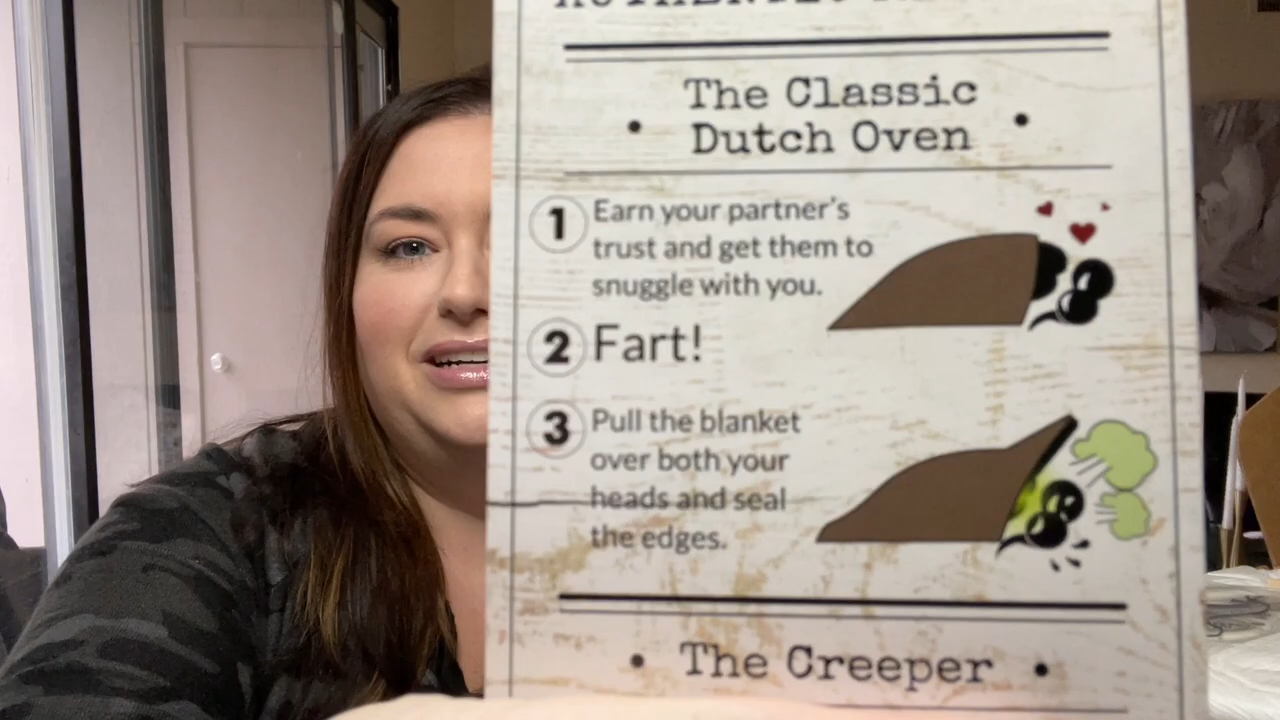 The Classic
Dutch Oven
1 Earn your partner's
trust and get them to
snuggle with you.
2 Fart!
3 Pull the blanket
over both your
heads and seal
the edges.
The Creeper